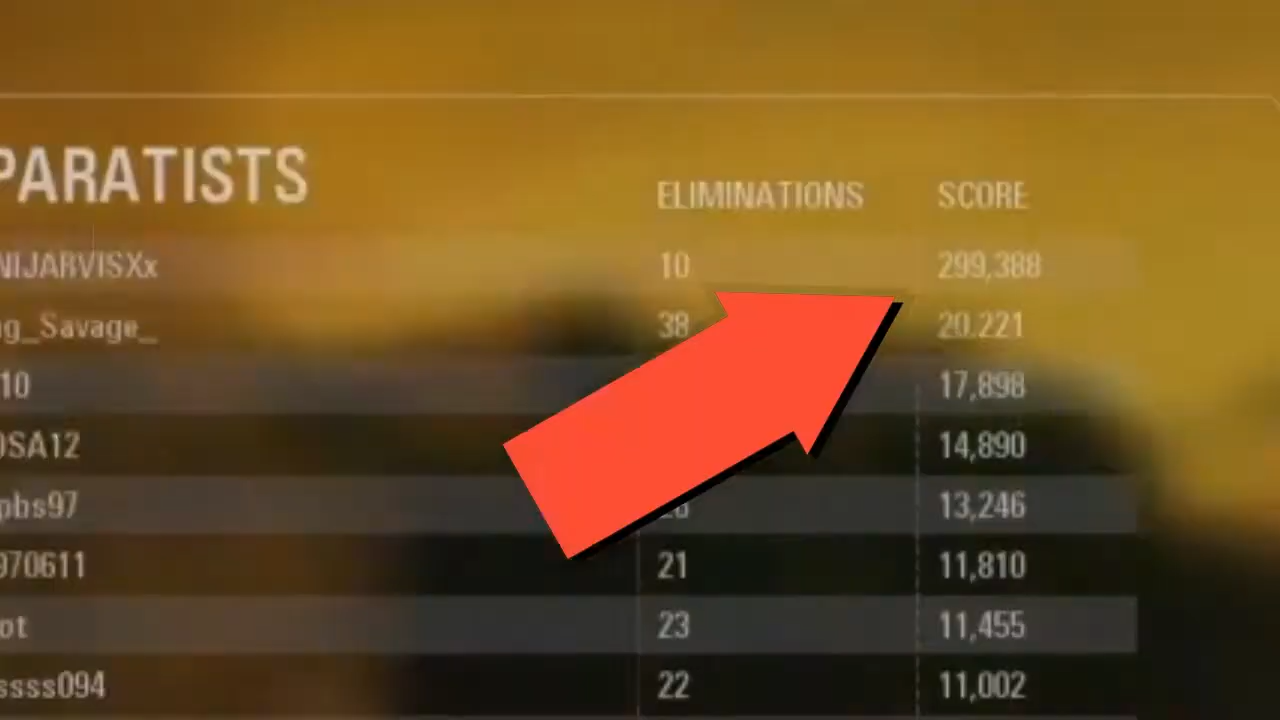 PARATISTS ELIMINATIONS SCORE
NIJARVISXx 10 299,388
ng_Savage_ 38 20.221
10 17,898
OSA12 14,890
pbs97 13,246
970611 21 11,810
ot 23 11,455
ssss094 22 11,002